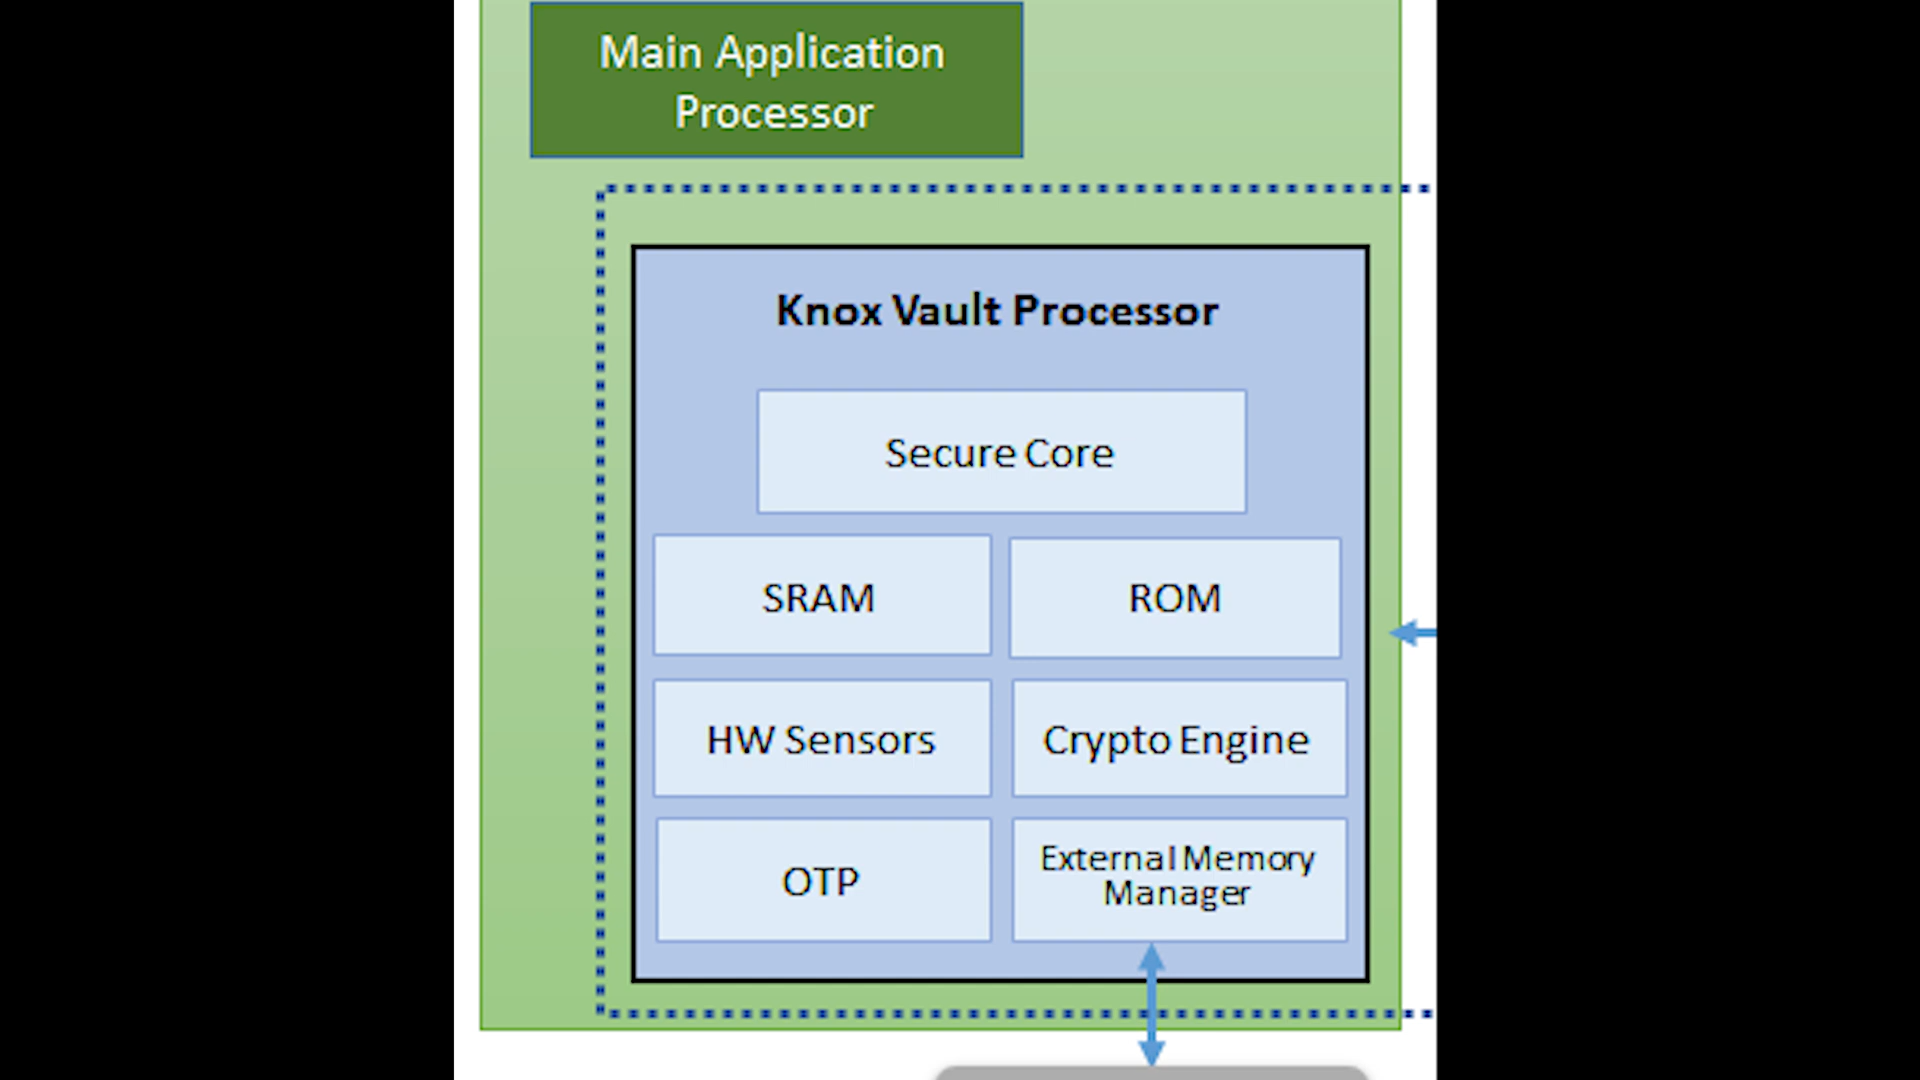 Main Application
Processor
Knox Vault Processor
Secure Core
SRAM
ROM
HW Sensors
Crypto Engine
OTP
External Memory
Manager